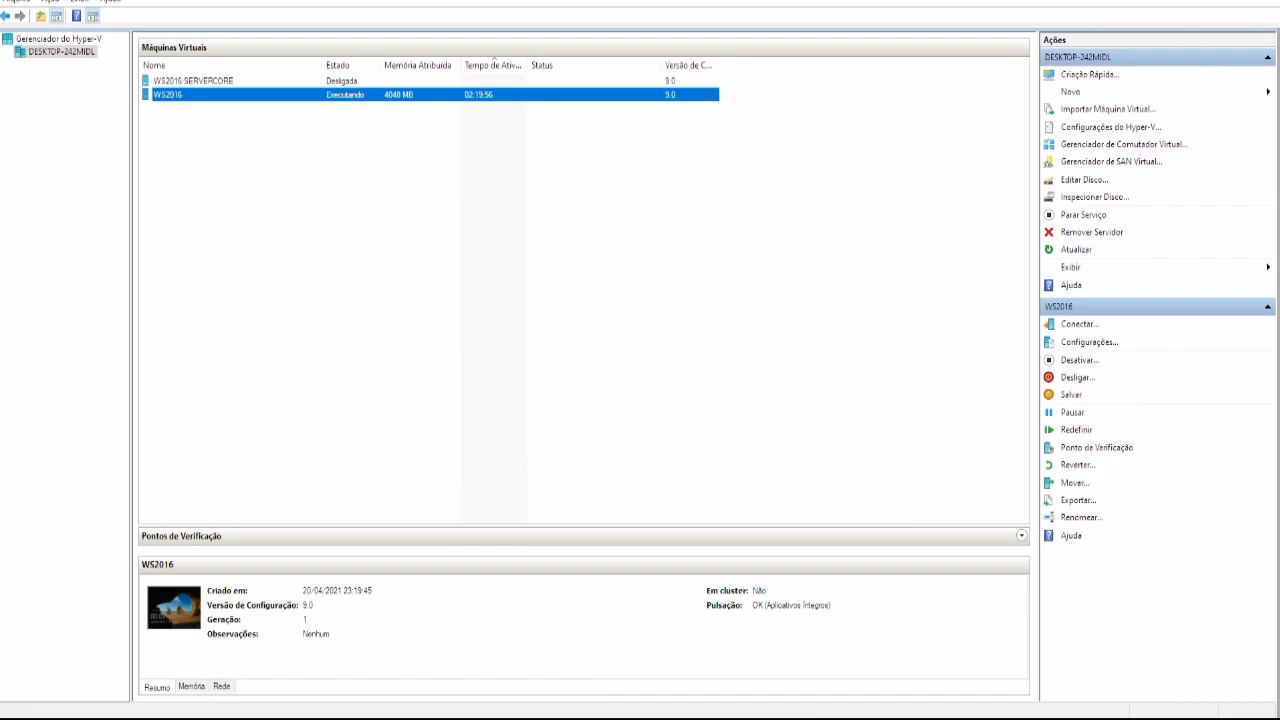 Gerenciador do Hyper-V
DESKTOP-242MIDL
Máquinas Virtuais
Nome Estado Memória Atribuída Tempo de Ativ... Status Versão de C...
WS2016-SERVERCORE Desligada 9.0
WS2016 Executando 4048 MB 02:19:56 9.0
Pontos de Verificação
WS2016
Criado em: 20/04/2021 23:19:45
Versão de Configuração: 9.0
Geração: 1
Observações: Nenhum
Em cluster: Não
Pulsação: OK (Aplicativos Íntegros)
Resumo Memória Rede
Ações
DESKTOP-242MIDL
Criação Rápida...
Novo
Importar Máquina Virtual...
Configurações do Hyper-V...
Gerenciador de Comutador Virtual...
Gerenciador de SAN Virtual...
Editar Disco...
Inspecionar Disco...
Parar Serviço
Remover Servidor
Atualizar
Exibir
Ajuda
WS2016
Conectar...
Configurações...
Desativar...
Desligar...
Salvar
Pausar
Redefinir
Ponto de Verificação
Reverter...
Mover...
Exportar...
Renomear...
Ajuda